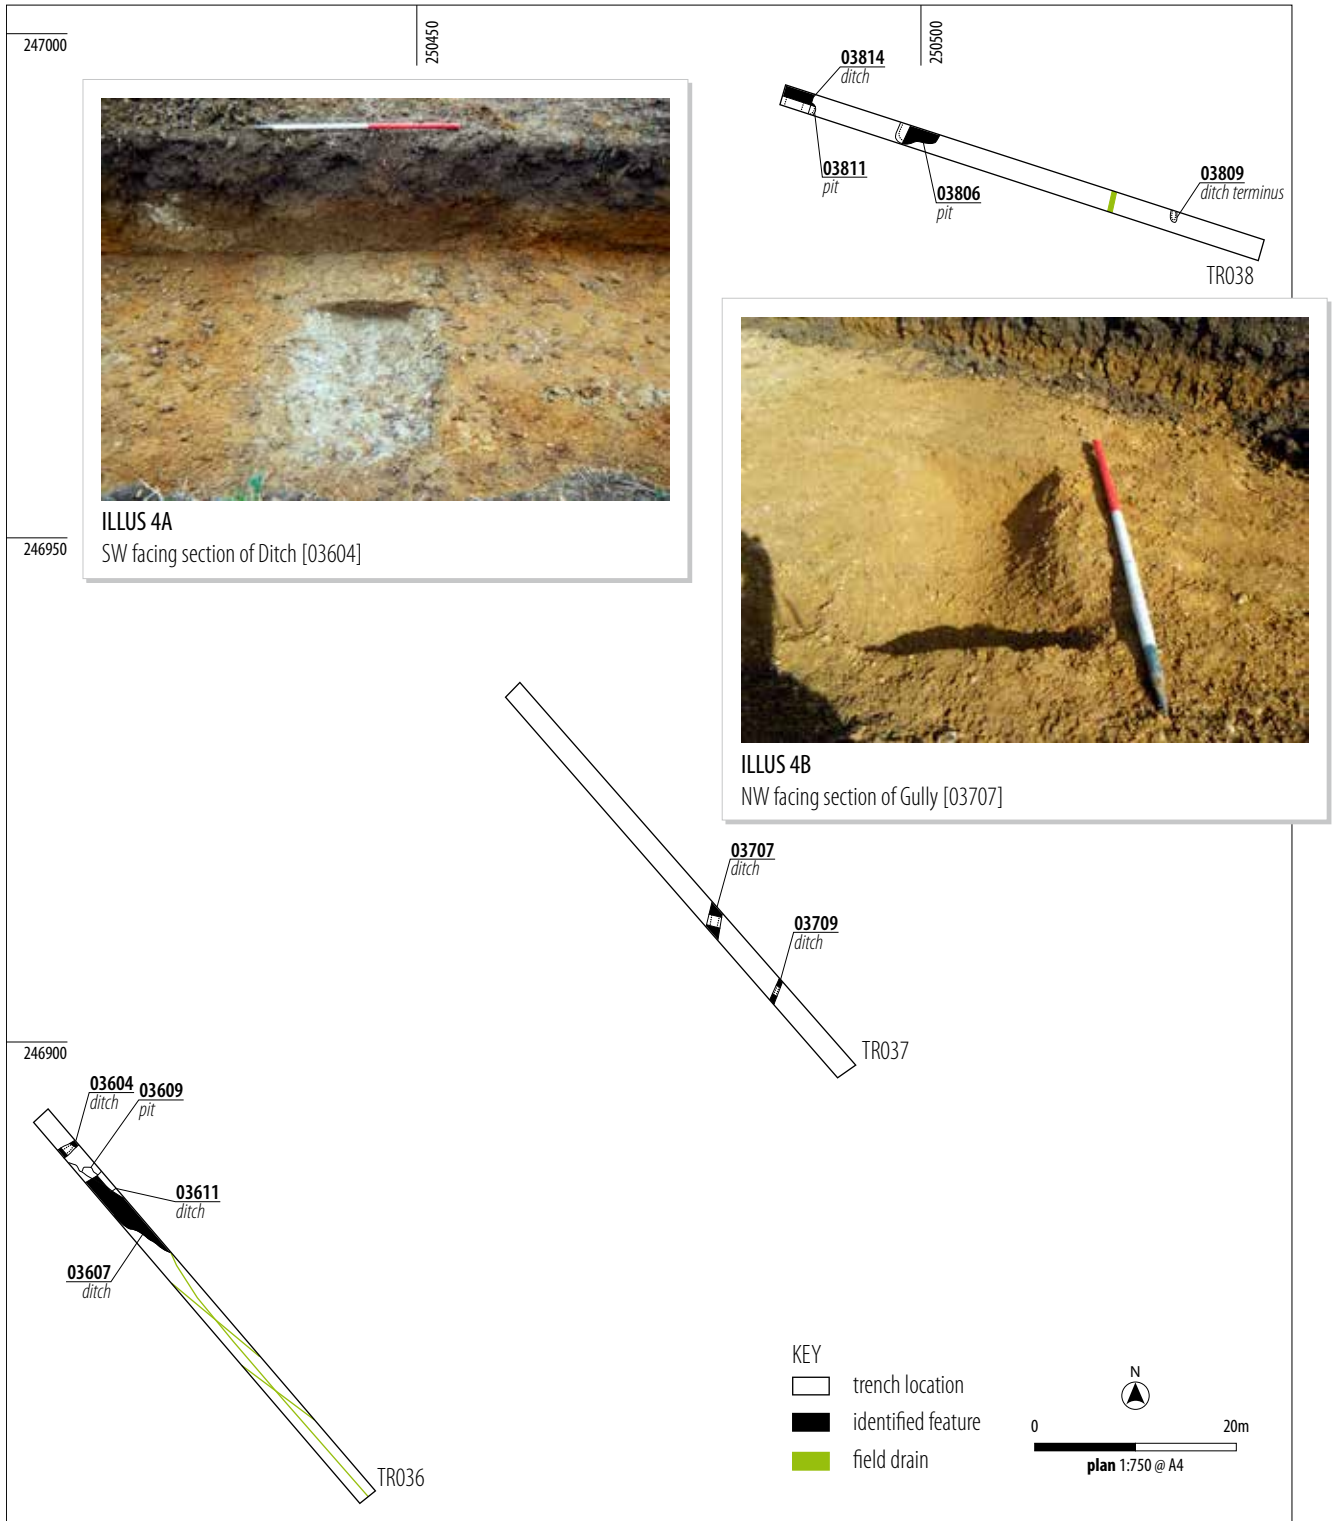 247000
250450
250500
03814
ditch
03811
pit
03806
pit
03809
ditch terminus
TR038
ILLUS 4A
SW facing section of Ditch [03604]
246950
ILLUS 4B
NW facing section of Gully [03707]
03707
ditch
03709
ditch
TR037
246900
03604
ditch
03609
pit
03611
ditch
03607
ditch
TR036
KEY
trench location
identified feature
field drain
N
0 20m
plan 1:750 @ A4